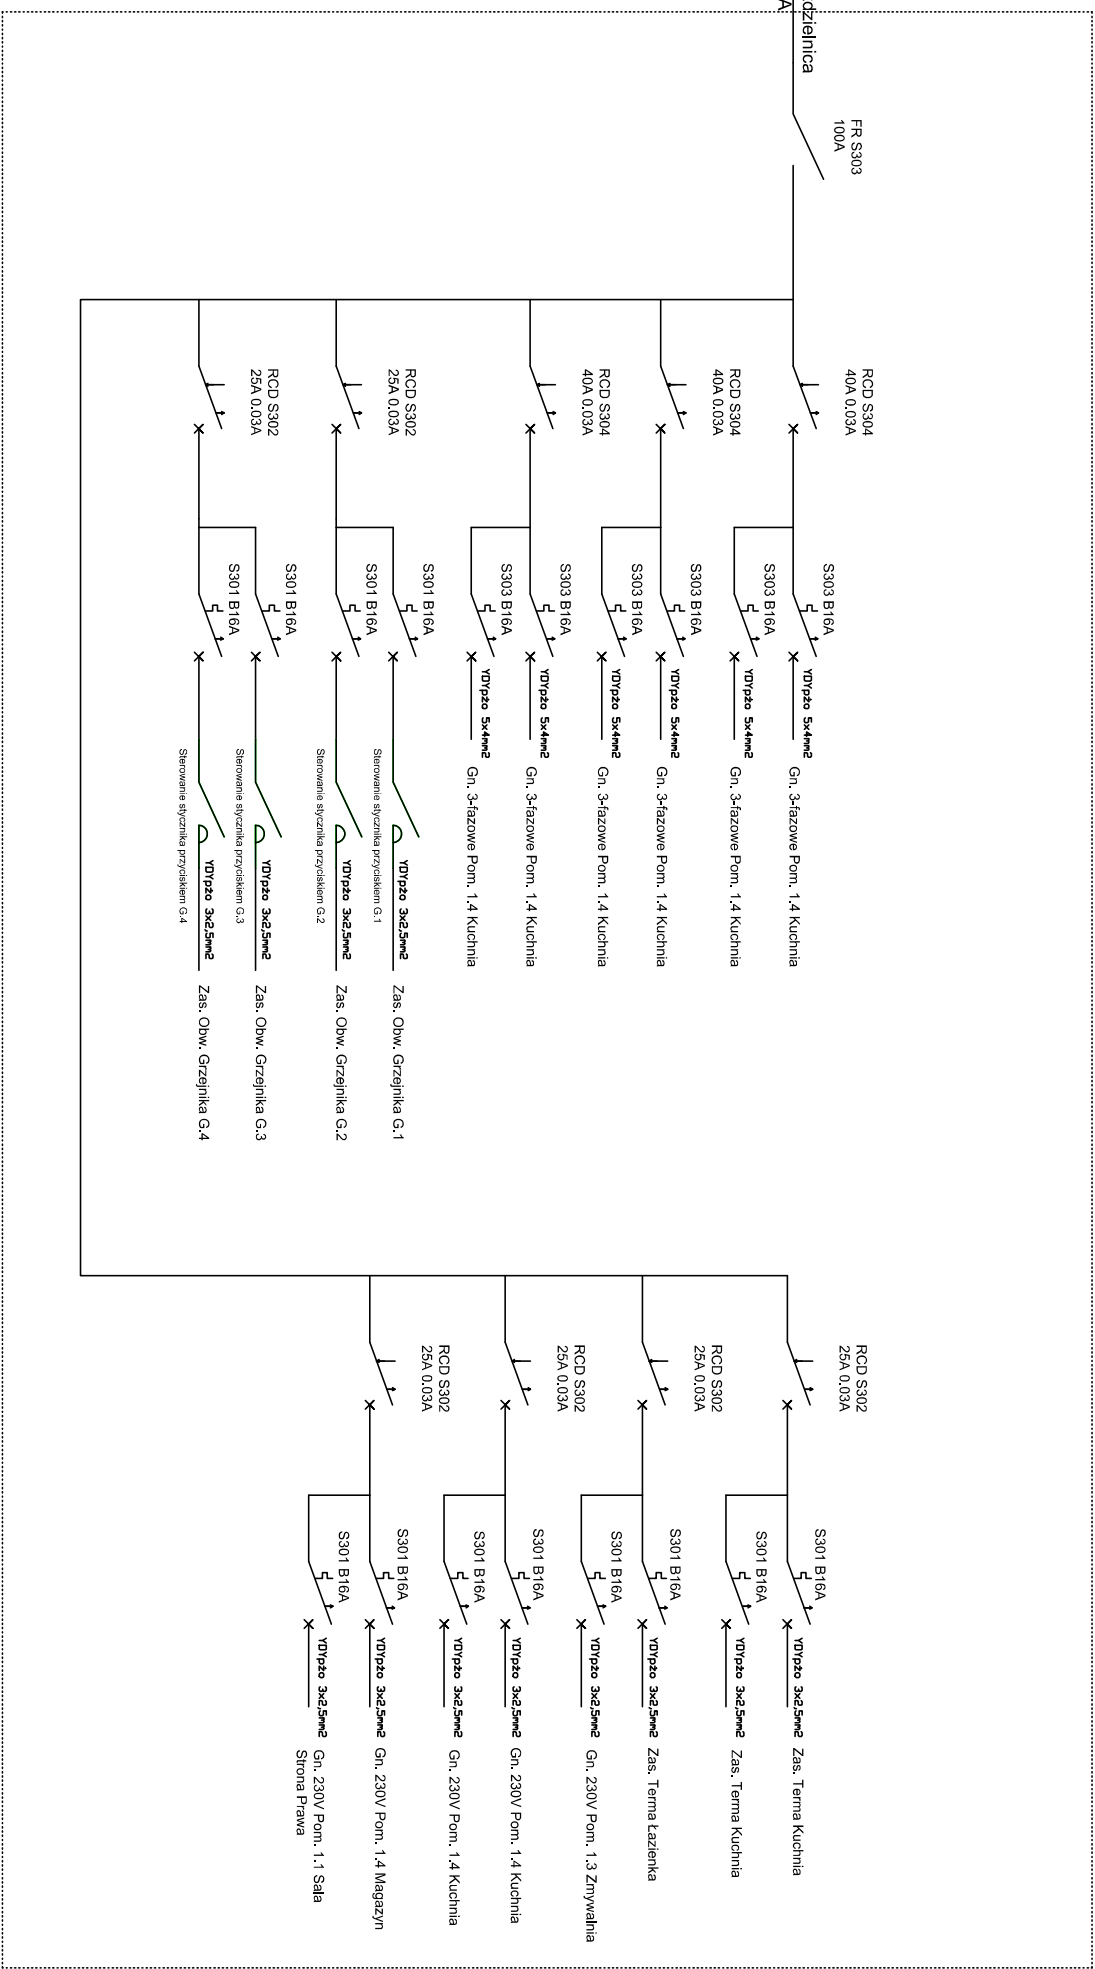 dzielnica
A
FR S303
100A
RCD S304
40A 0.03A
S303 B16A
YDYpżo 5x4mm2
Gn. 3-fazowe Pom. 1.4 Kuchnia
S303 B16A
YDYpżo 5x4mm2
Gn. 3-fazowe Pom. 1.4 Kuchnia
RCD S304
40A 0.03A
S303 B16A
YDYpżo 5x4mm2
Gn. 3-fazowe Pom. 1.4 Kuchnia
S303 B16A
YDYpżo 5x4mm2
Gn. 3-fazowe Pom. 1.4 Kuchnia
RCD S304
40A 0.03A
S303 B16A
YDYpżo 5x4mm2
Gn. 3-fazowe Pom. 1.4 Kuchnia
S303 B16A
YDYpżo 5x4mm2
Gn. 3-fazowe Pom. 1.4 Kuchnia
RCD S302
25A 0.03A
S301 B16A
YDYpżo 3x2,5mm2
Sterowanie stycznika przyciskiem G.1
Zas. Obw. Grzejnika G.1
S301 B16A
YDYpżo 3x2,5mm2
Sterowanie stycznika przyciskiem G.2
Zas. Obw. Grzejnika G.2
RCD S302
25A 0.03A
S301 B16A
YDYpżo 3x2,5mm2
Sterowanie stycznika przyciskiem G.3
Zas. Obw. Grzejnika G.3
S301 B16A
YDYpżo 3x2,5mm2
Sterowanie stycznika przyciskiem G.4
Zas. Obw. Grzejnika G.4
RCD S302
25A 0.03A
S301 B16A
YDYpżo 3x2,5mm2
Zas. Terma Kuchnia
S301 B16A
YDYpżo 3x2,5mm2
Zas. Terma Kuchnia
RCD S302
25A 0.03A
S301 B16A
YDYpżo 3x2,5mm2
Zas. Terma Łazienka
S301 B16A
YDYpżo 3x2,5mm2
Gn. 230V Pom. 1.3 Zmywalnia
RCD S302
25A 0.03A
S301 B16A
YDYpżo 3x2,5mm2
Gn. 230V Pom. 1.4 Kuchnia
S301 B16A
YDYpżo 3x2,5mm2
Gn. 230V Pom. 1.4 Kuchnia
RCD S302
25A 0.03A
S301 B16A
YDYpżo 3x2,5mm2
Gn. 230V Pom. 1.4 Magazyn
S301 B16A
YDYpżo 3x2,5mm2
Gn. 230V Pom. 1.1 Sala
Strona Prawa